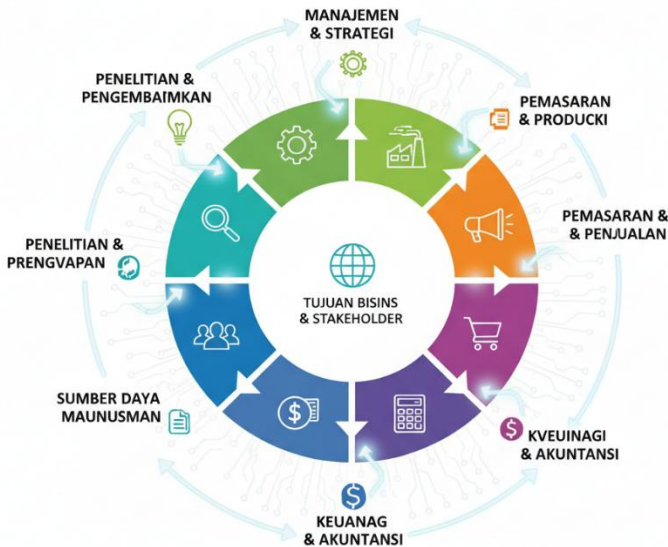 MANAJEMEN
& STRATEGI
PENELITIAN &
PENGEMBAIMKAN
PEMASARAN
& PRODUCKI
PENELITIAN &
PRENGVAPAN
TUJUAN BISINS
& STAKEHOLDER
PEMASARAN &
& PENJUALAN
SUMBER DAYA
MAUNUSMAN
KVEUINAGI
& AKUNTANSI
KEUANAG
& AKUNTANSI